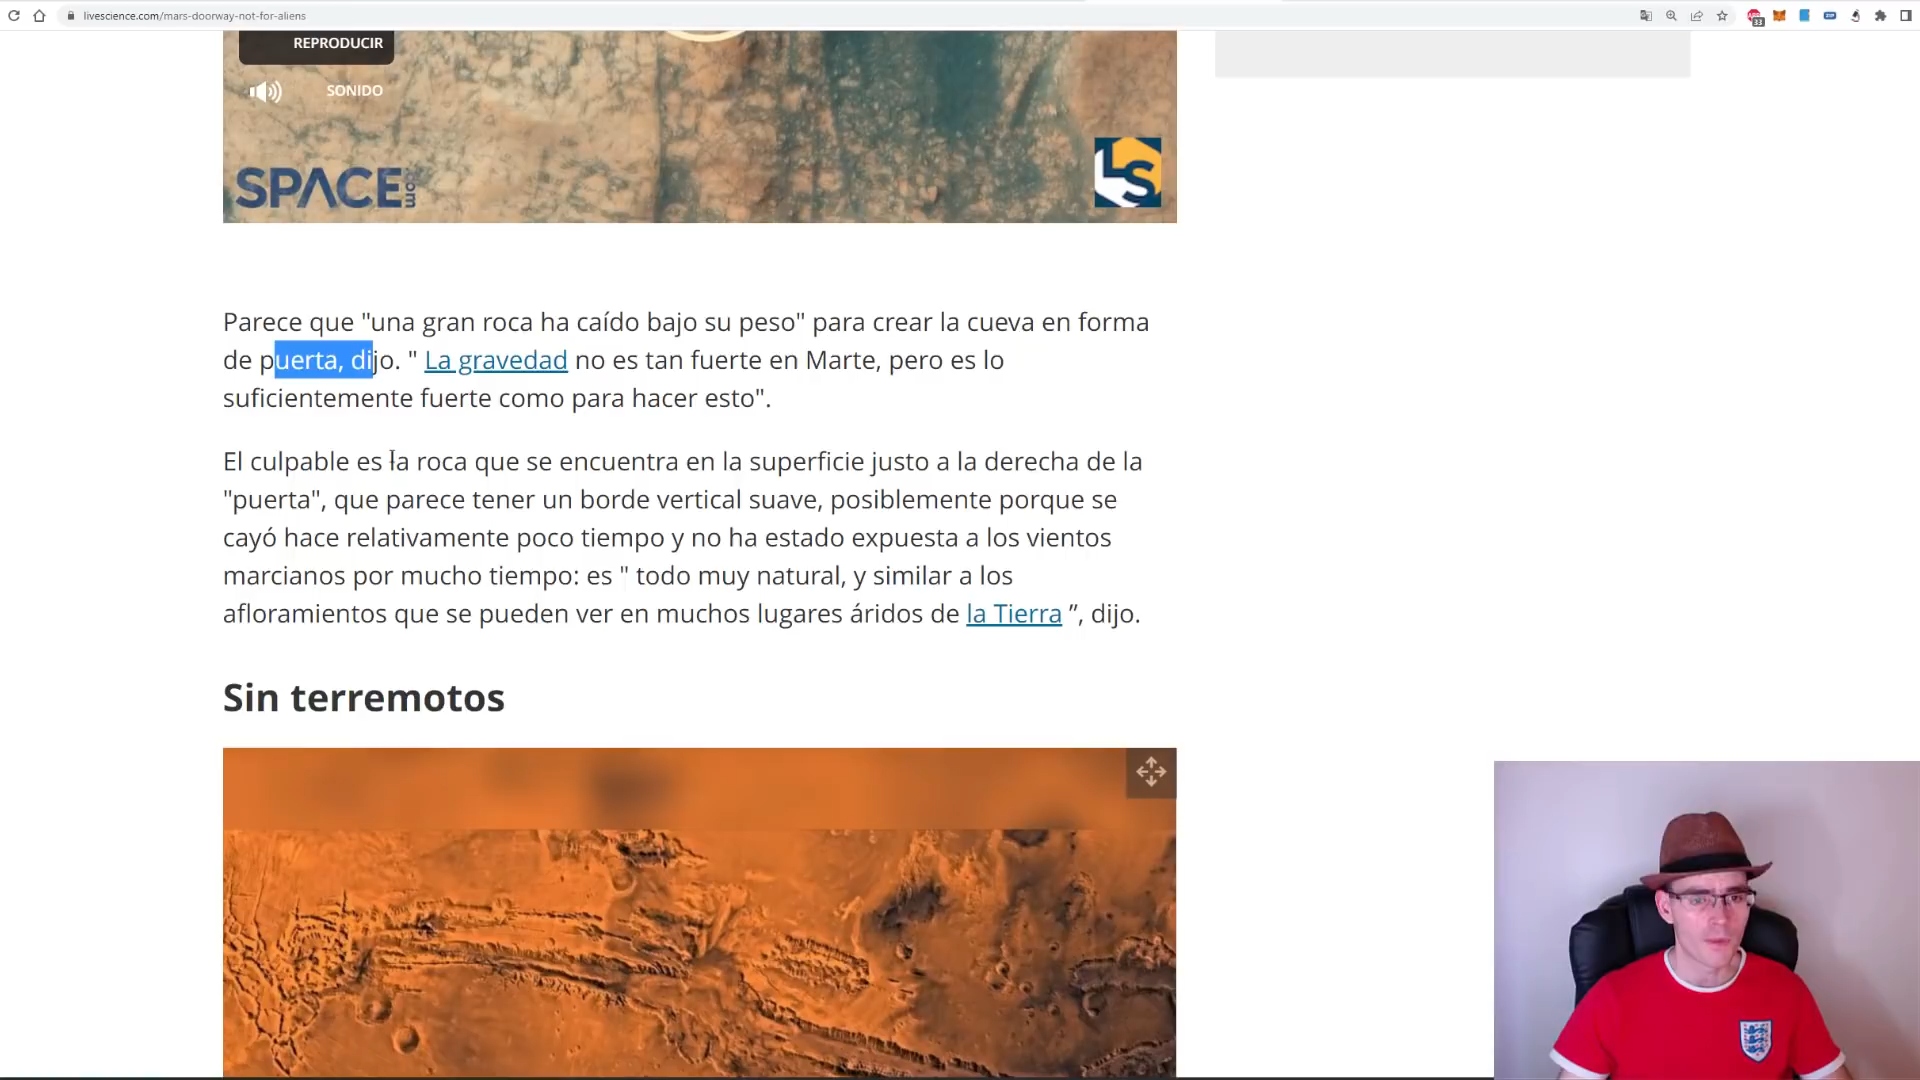 livescience.com/mars-doorway-not-for-aliens
33
REPRODUCIR
SONIDO
SPACE
.com
LS
Parece que "una gran roca ha caído bajo su peso" para crear la cueva en forma
de puerta, dijo. " La gravedad no es tan fuerte en Marte, pero es lo
suficientemente fuerte como para hacer esto".
El culpable es la roca que se encuentra en la superficie justo a la derecha de la
"puerta", que parece tener un borde vertical suave, posiblemente porque se
cayó hace relativamente poco tiempo y no ha estado expuesta a los vientos
marcianos por mucho tiempo: es " todo muy natural, y similar a los
afloramientos que se pueden ver en muchos lugares áridos de la Tierra ”, dijo.
Sin terremotos